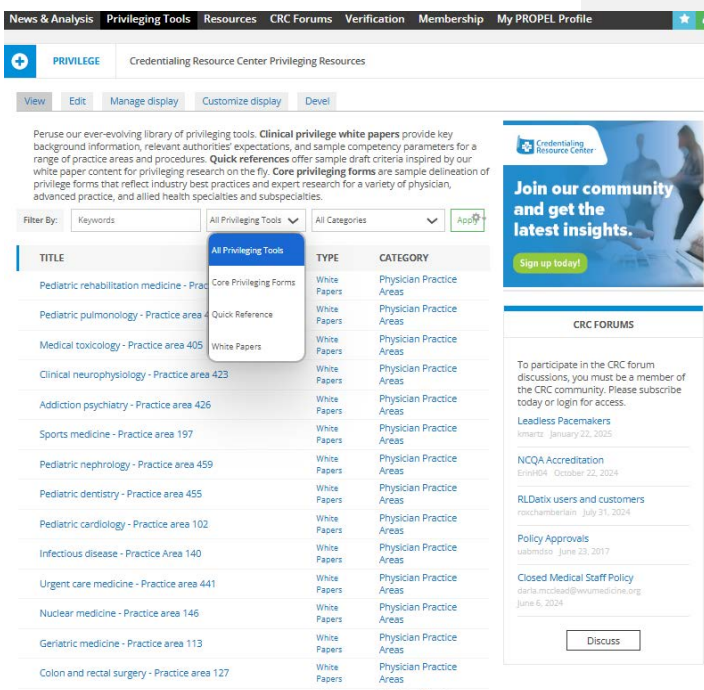 News & Analysis Privileging Tools Resources CRC Forums Verification Membership My PROPEL Profile
PRIVILEGE Credentialing Resource Center Privileging Resources
View Edit Manage display Customize display Devel
Peruse our ever-evolving library of privileging tools. Clinical privilege white papers provide key
background information, relevant authorities' expectations, and sample competency parameters for a
range of practice areas and procedures. Quick references offer sample draft criteria inspired by our
white paper content for privileging research on the fly. Core privileging forms are sample delineation of
privilege forms that reflect industry best practices and expert research for a variety of physician,
advanced practice, and allied health specialties and subspecialties.
Filter By: Keywords All Privileging Tools All Categories Apply
All Privileging Tools
Core Privileging Forms
Quick Reference
White Papers
TITLE TYPE CATEGORY
Pediatric rehabilitation medicine - Prac White Papers Physician Practice Areas
Pediatric pulmonology - Practice area 4 White Papers Physician Practice Areas
Medical toxicology - Practice area 405 White Papers Physician Practice Areas
Clinical neurophysiology - Practice area 423 White Papers Physician Practice Areas
Addiction psychiatry - Practice area 426 White Papers Physician Practice Areas
Sports medicine - Practice area 197 White Papers Physician Practice Areas
Pediatric nephrology - Practice area 459 White Papers Physician Practice Areas
Pediatric dentistry - Practice area 455 White Papers Physician Practice Areas
Pediatric cardiology - Practice area 102 White Papers Physician Practice Areas
Infectious disease - Practice Area 140 White Papers Physician Practice Areas
Urgent care medicine - Practice area 441 White Papers Physician Practice Areas
Nuclear medicine - Practice area 146 White Papers Physician Practice Areas
Geriatric medicine - Practice area 113 White Papers Physician Practice Areas
Colon and rectal surgery - Practice area 127 White Papers Physician Practice Areas
Credentialing
Resource Center
Join our community
and get the
latest insights.
Sign up today!
CRC FORUMS
To participate in the CRC forum
discussions, you must be a member of
the CRC community. Please subscribe
today or login for access.
Leadless Pacemakers
kmartz January 22, 2025
NCQA Accreditation
ErinH04 October 22, 2024
RLDatix users and customers
roxchamberlain July 31, 2024
Policy Approvals
uabmdso June 23, 2017
Closed Medical Staff Policy
darla.mcclead@wvumedicine.org
June 6, 2024
Discuss